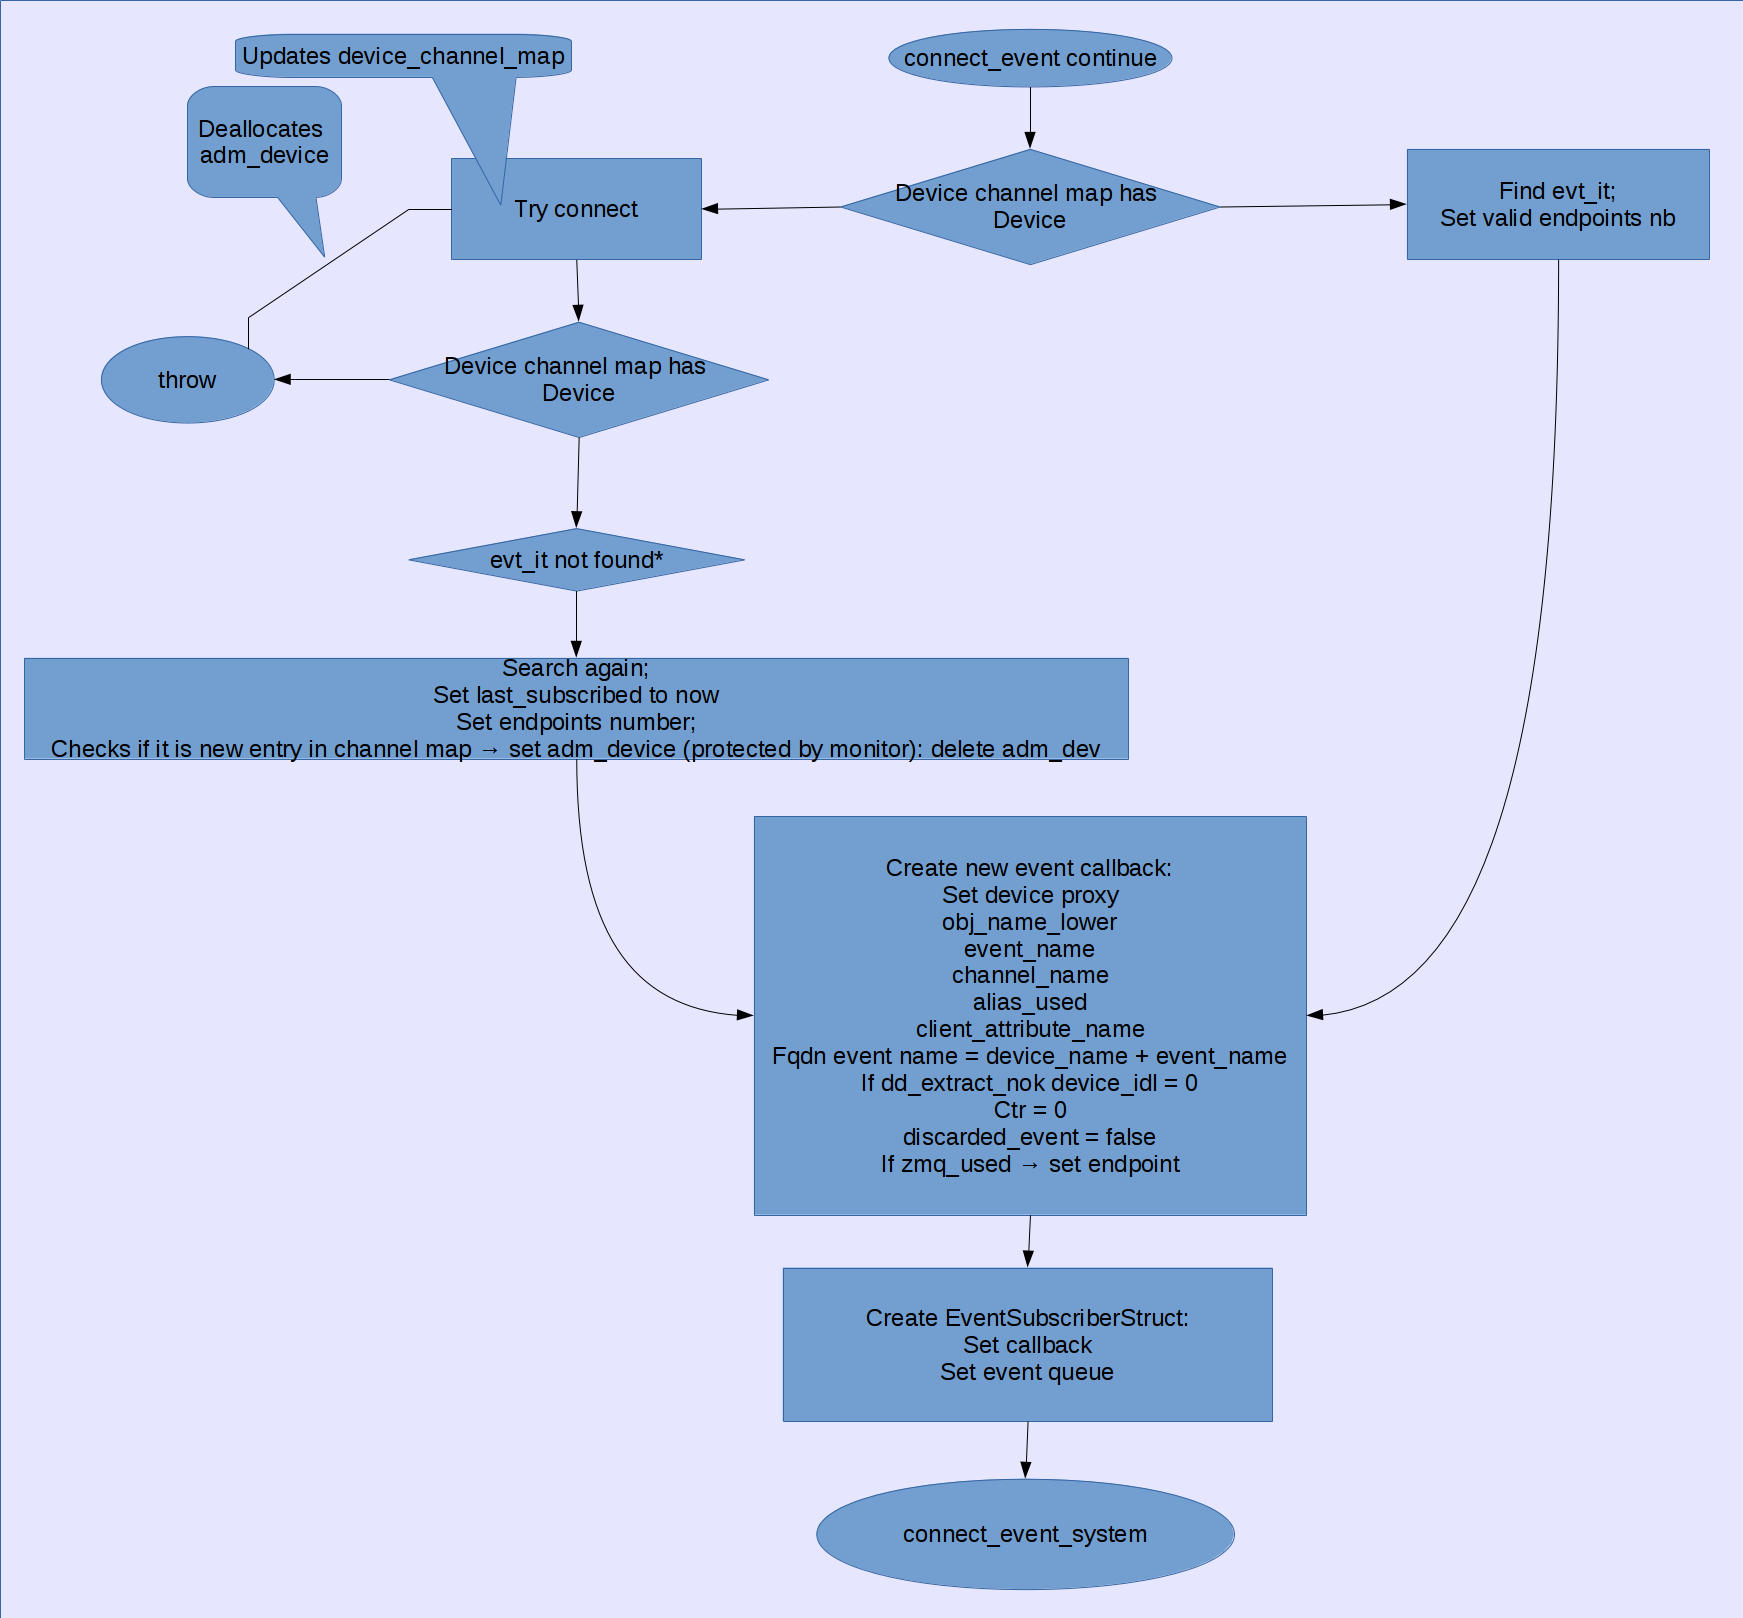 Updates device_channel_map
connect_event continue
Deallocates
adm_device
Device channel map has
Device
Find evt_it;
Set valid endpoints nb
Try connect
Device channel map has
Device
throw
evt_it not found*
Search again;
Set last_subscribed to now
Set endpoints number;
Checks if it is new entry in channel map → set adm_device (protected by monitor): delete adm_dev
Create new event callback:
Set device proxy
obj_name_lower
event_name
channel_name
alias_used
client_attribute_name
Fqdn event name = device_name + event_name
If dd_extract_nok device_idl = 0
Ctr = 0
discarded_event = false
If zmq_used → set endpoint
Create EventSubscriberStruct:
Set callback
Set event queue
connect_event_system